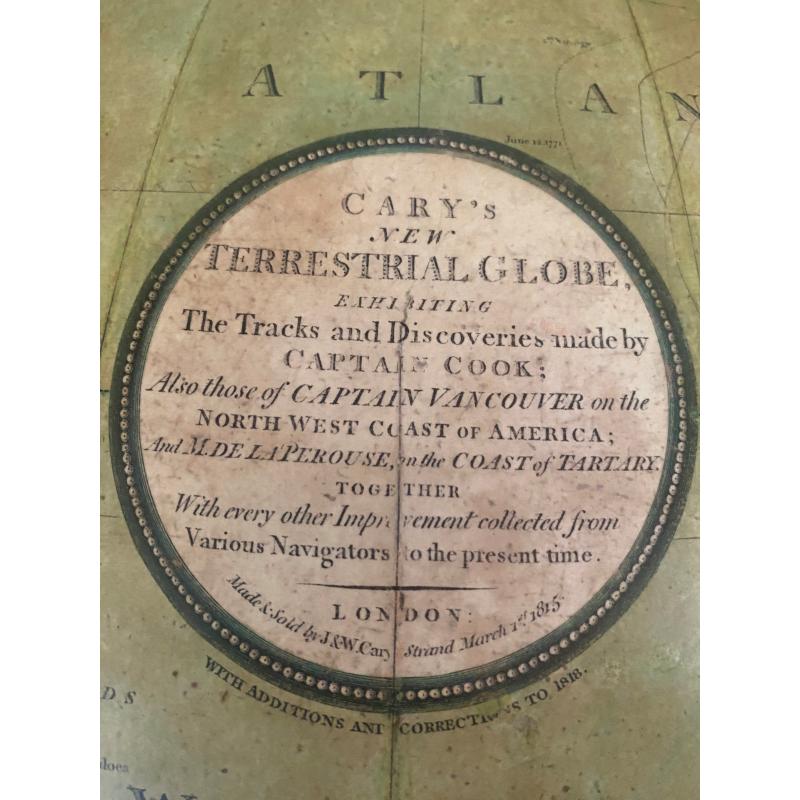 ATLAN
June 12.1771
CARY'S
NEW
TERRESTRIAL GLOBE,
EXHIBITING
The Tracks and Discoveries made by
CAPTAIN COOK;
Also those of CAPTAIN VANCOUVER on the
NORTH WEST COAST OF AMERICA;
And M. DE LA PEROUSE, on the COAST of TARTARY.
TOGETHER
With every other Improvement collected from
Various Navigators to the present time.
LONDON:
Made & Sold by J. & W. Cary Strand March 1st 1815
WITH ADDITIONS AND CORRECTIONS TO 1818.
DS